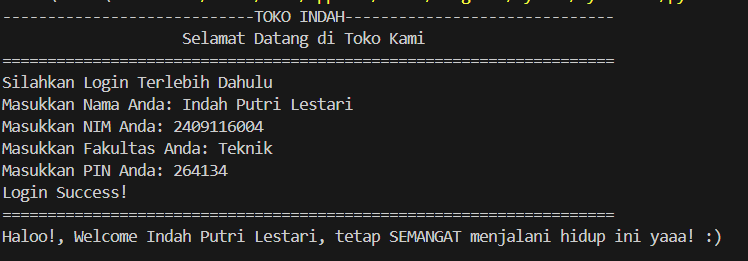 ----------------------------TOKO INDAH------------------------------
Selamat Datang di Toko Kami
====================================================================
Silahkan Login Terlebih Dahulu
Masukkan Nama Anda: Indah Putri Lestari
Masukkan NIM Anda: 2409116004
Masukkan Fakultas Anda: Teknik
Masukkan PIN Anda: 264134
Login Success!
====================================================================
Haloo!, Welcome Indah Putri Lestari, tetap SEMANGAT menjalani hidup ini yaaa! :)